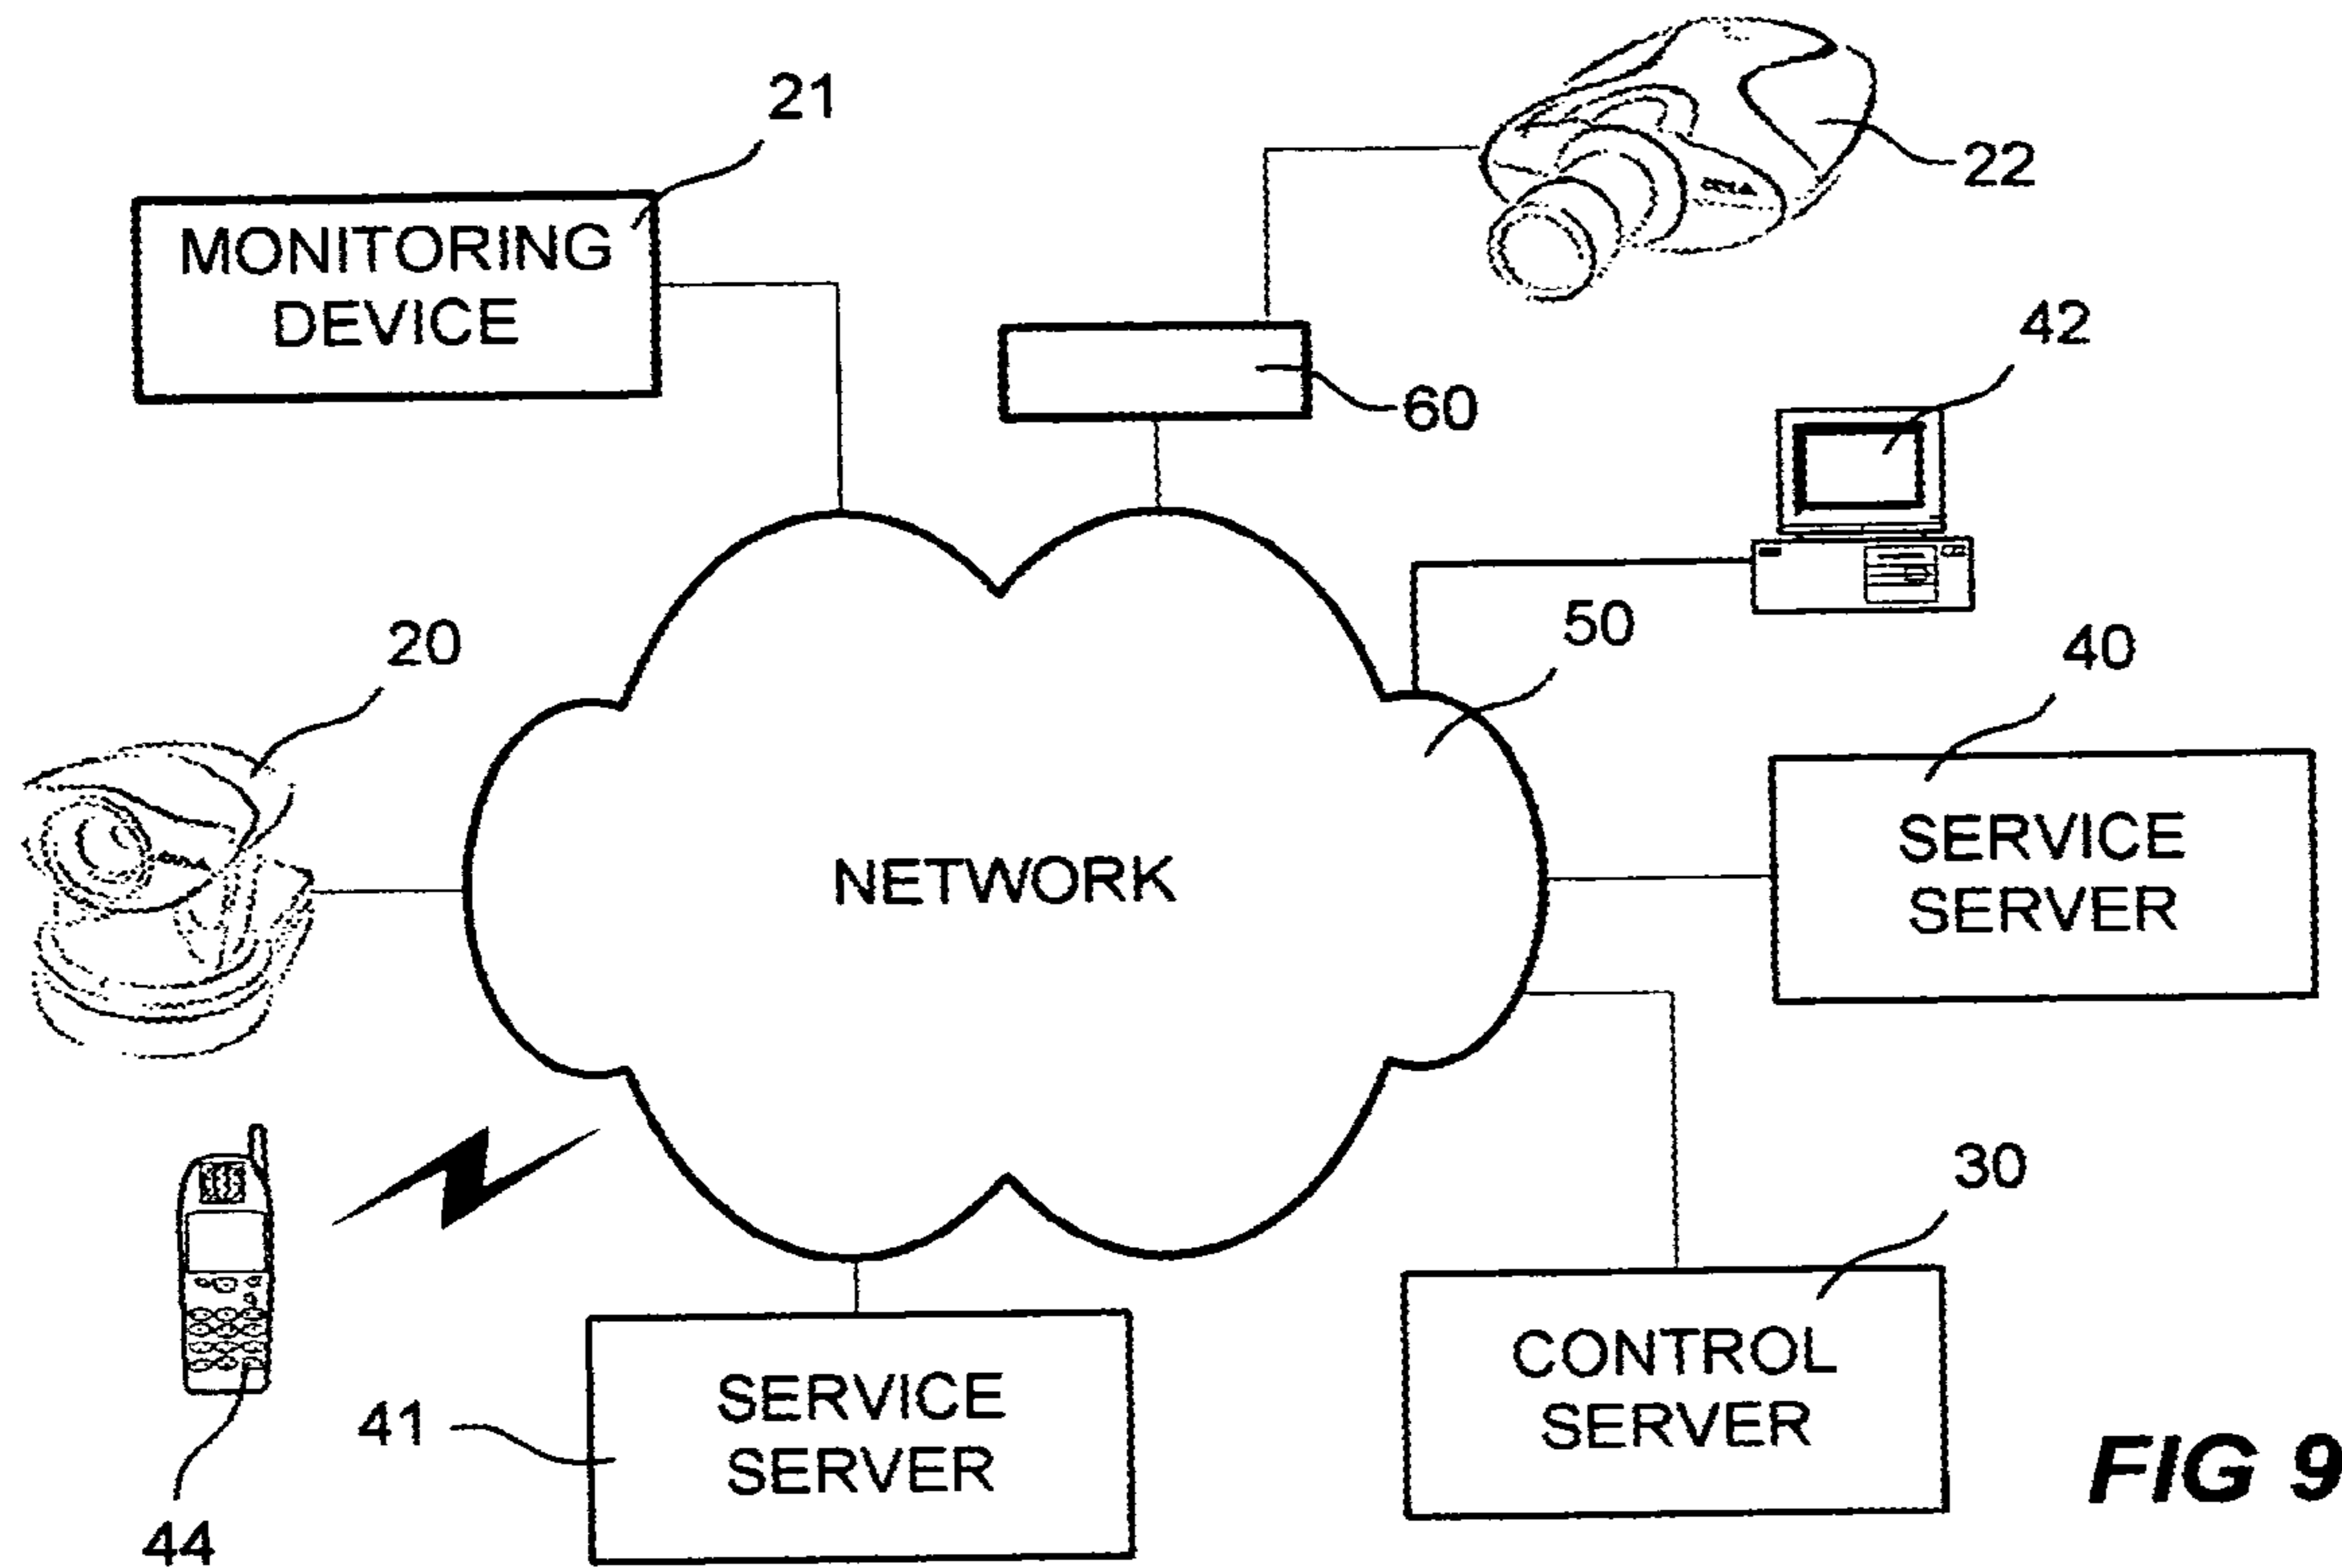 21
22
MONITORING
DEVICE
42
60
20
50
40
SERVICE
SERVER
NETWORK
30
CONTROL
SERVER
41
SERVICE
SERVER
44
FIG 9